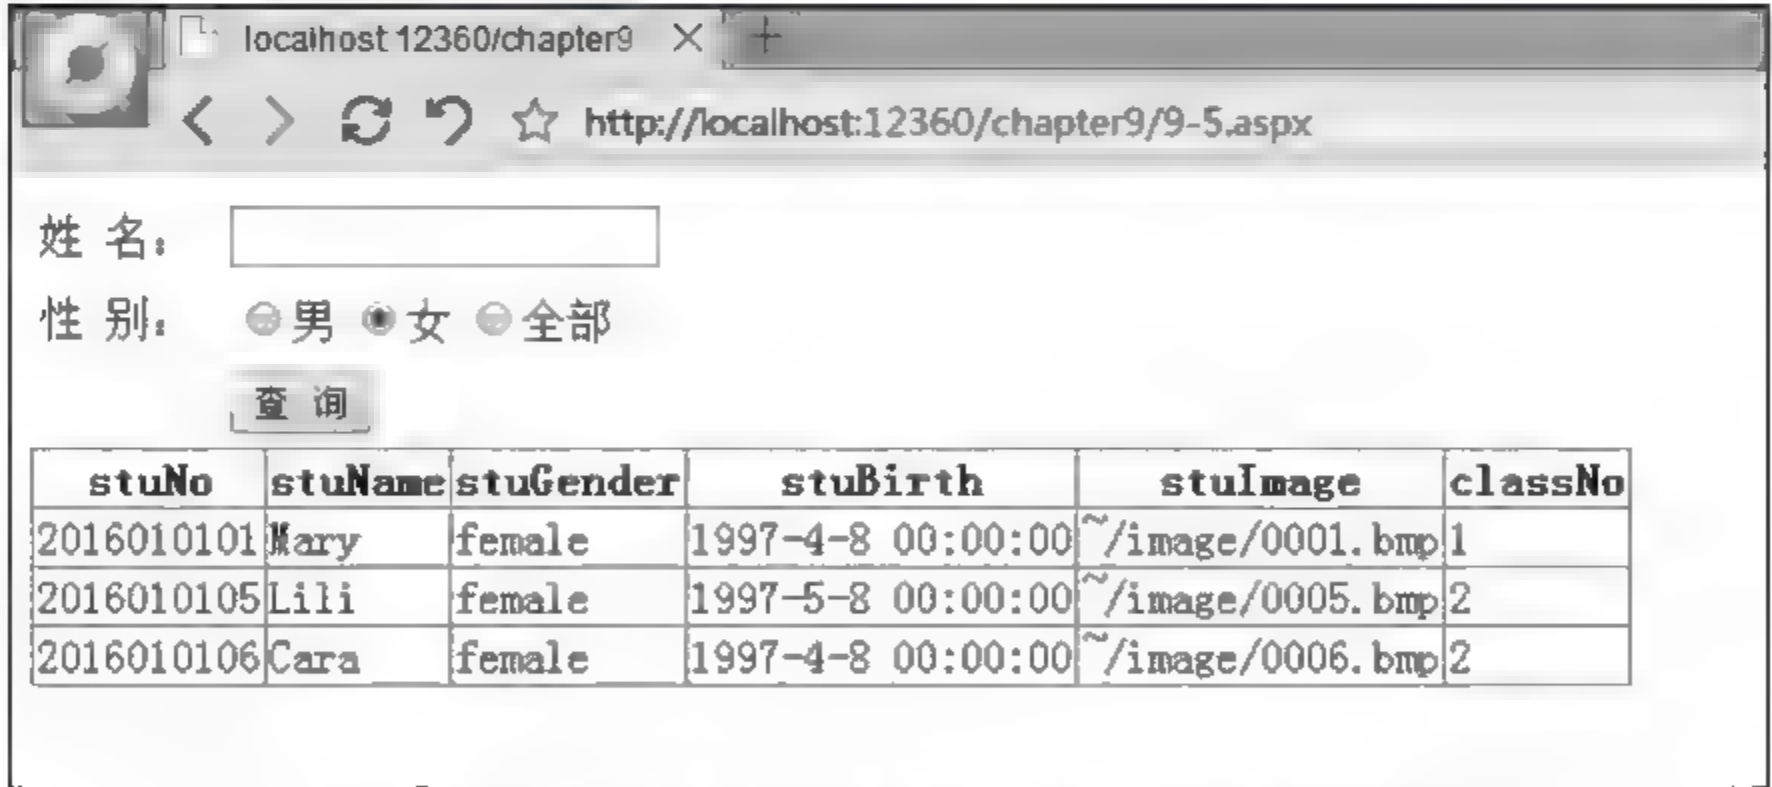 localhost:12360/chapter9
http://localhost:12360/chapter9/9-5.aspx
姓 名:
性 别: 男 女 全部
查 询
stuNo stuName stuGender stuBirth stuImage classNo
2016010101 Mary female 1997-4-8 00:00:00 ~/image/0001.bmp 1
2016010105 Lili female 1997-5-8 00:00:00 ~/image/0005.bmp 2
2016010106 Cara female 1997-4-8 00:00:00 ~/image/0006.bmp 2